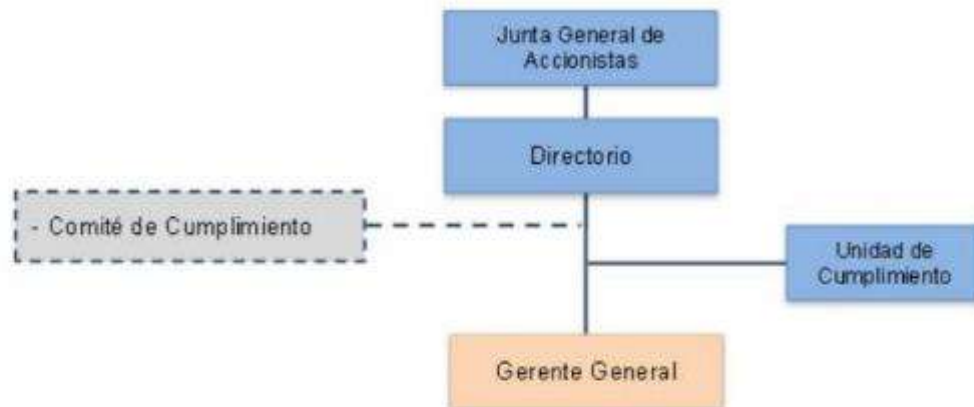 Junta General de
Accionistas
Directorio
- Comité de Cumplimiento
Unidad de
Cumplimiento
Gerente General